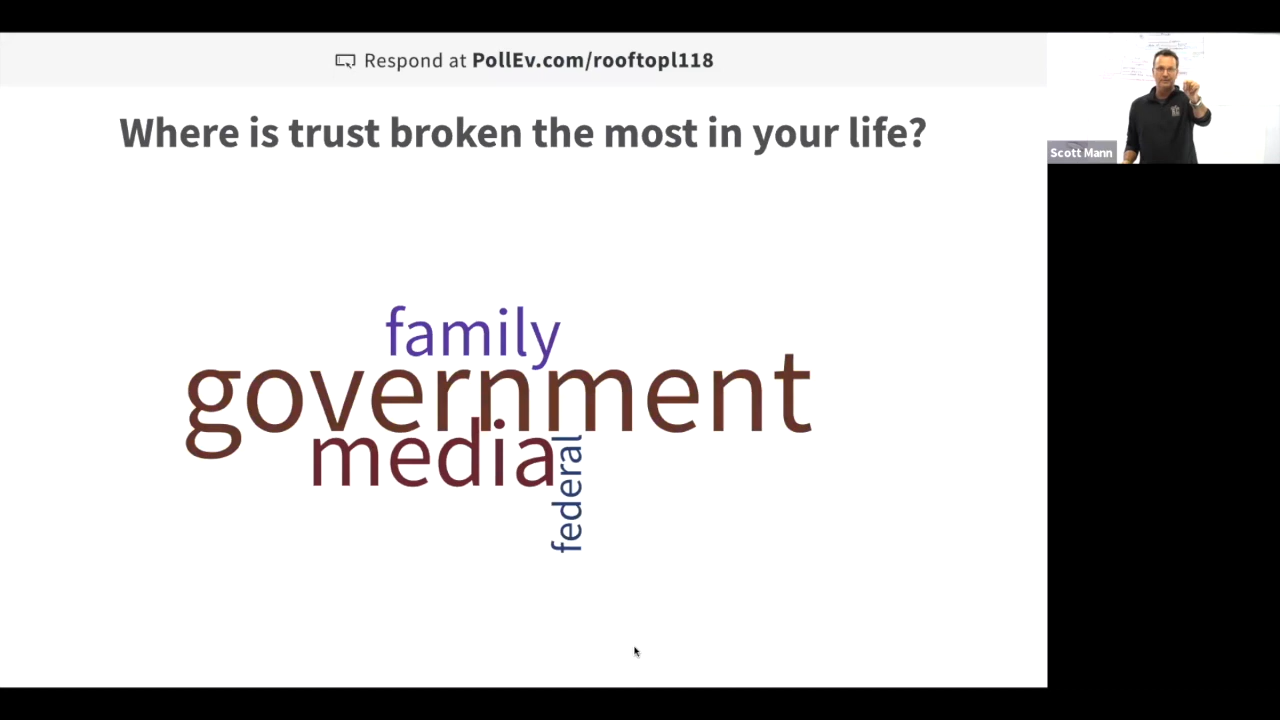 Respond at PollEv.com/rooftopl118
Where is trust broken the most in your life?
Scott Mann
family
government
media
federal